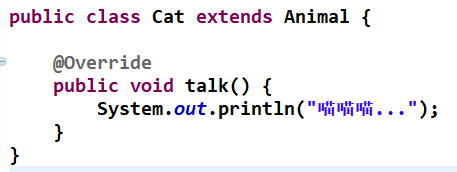 public class Cat extends Animal {
@Override
public void talk() {
System.out.println("喵喵喵...");
}
}